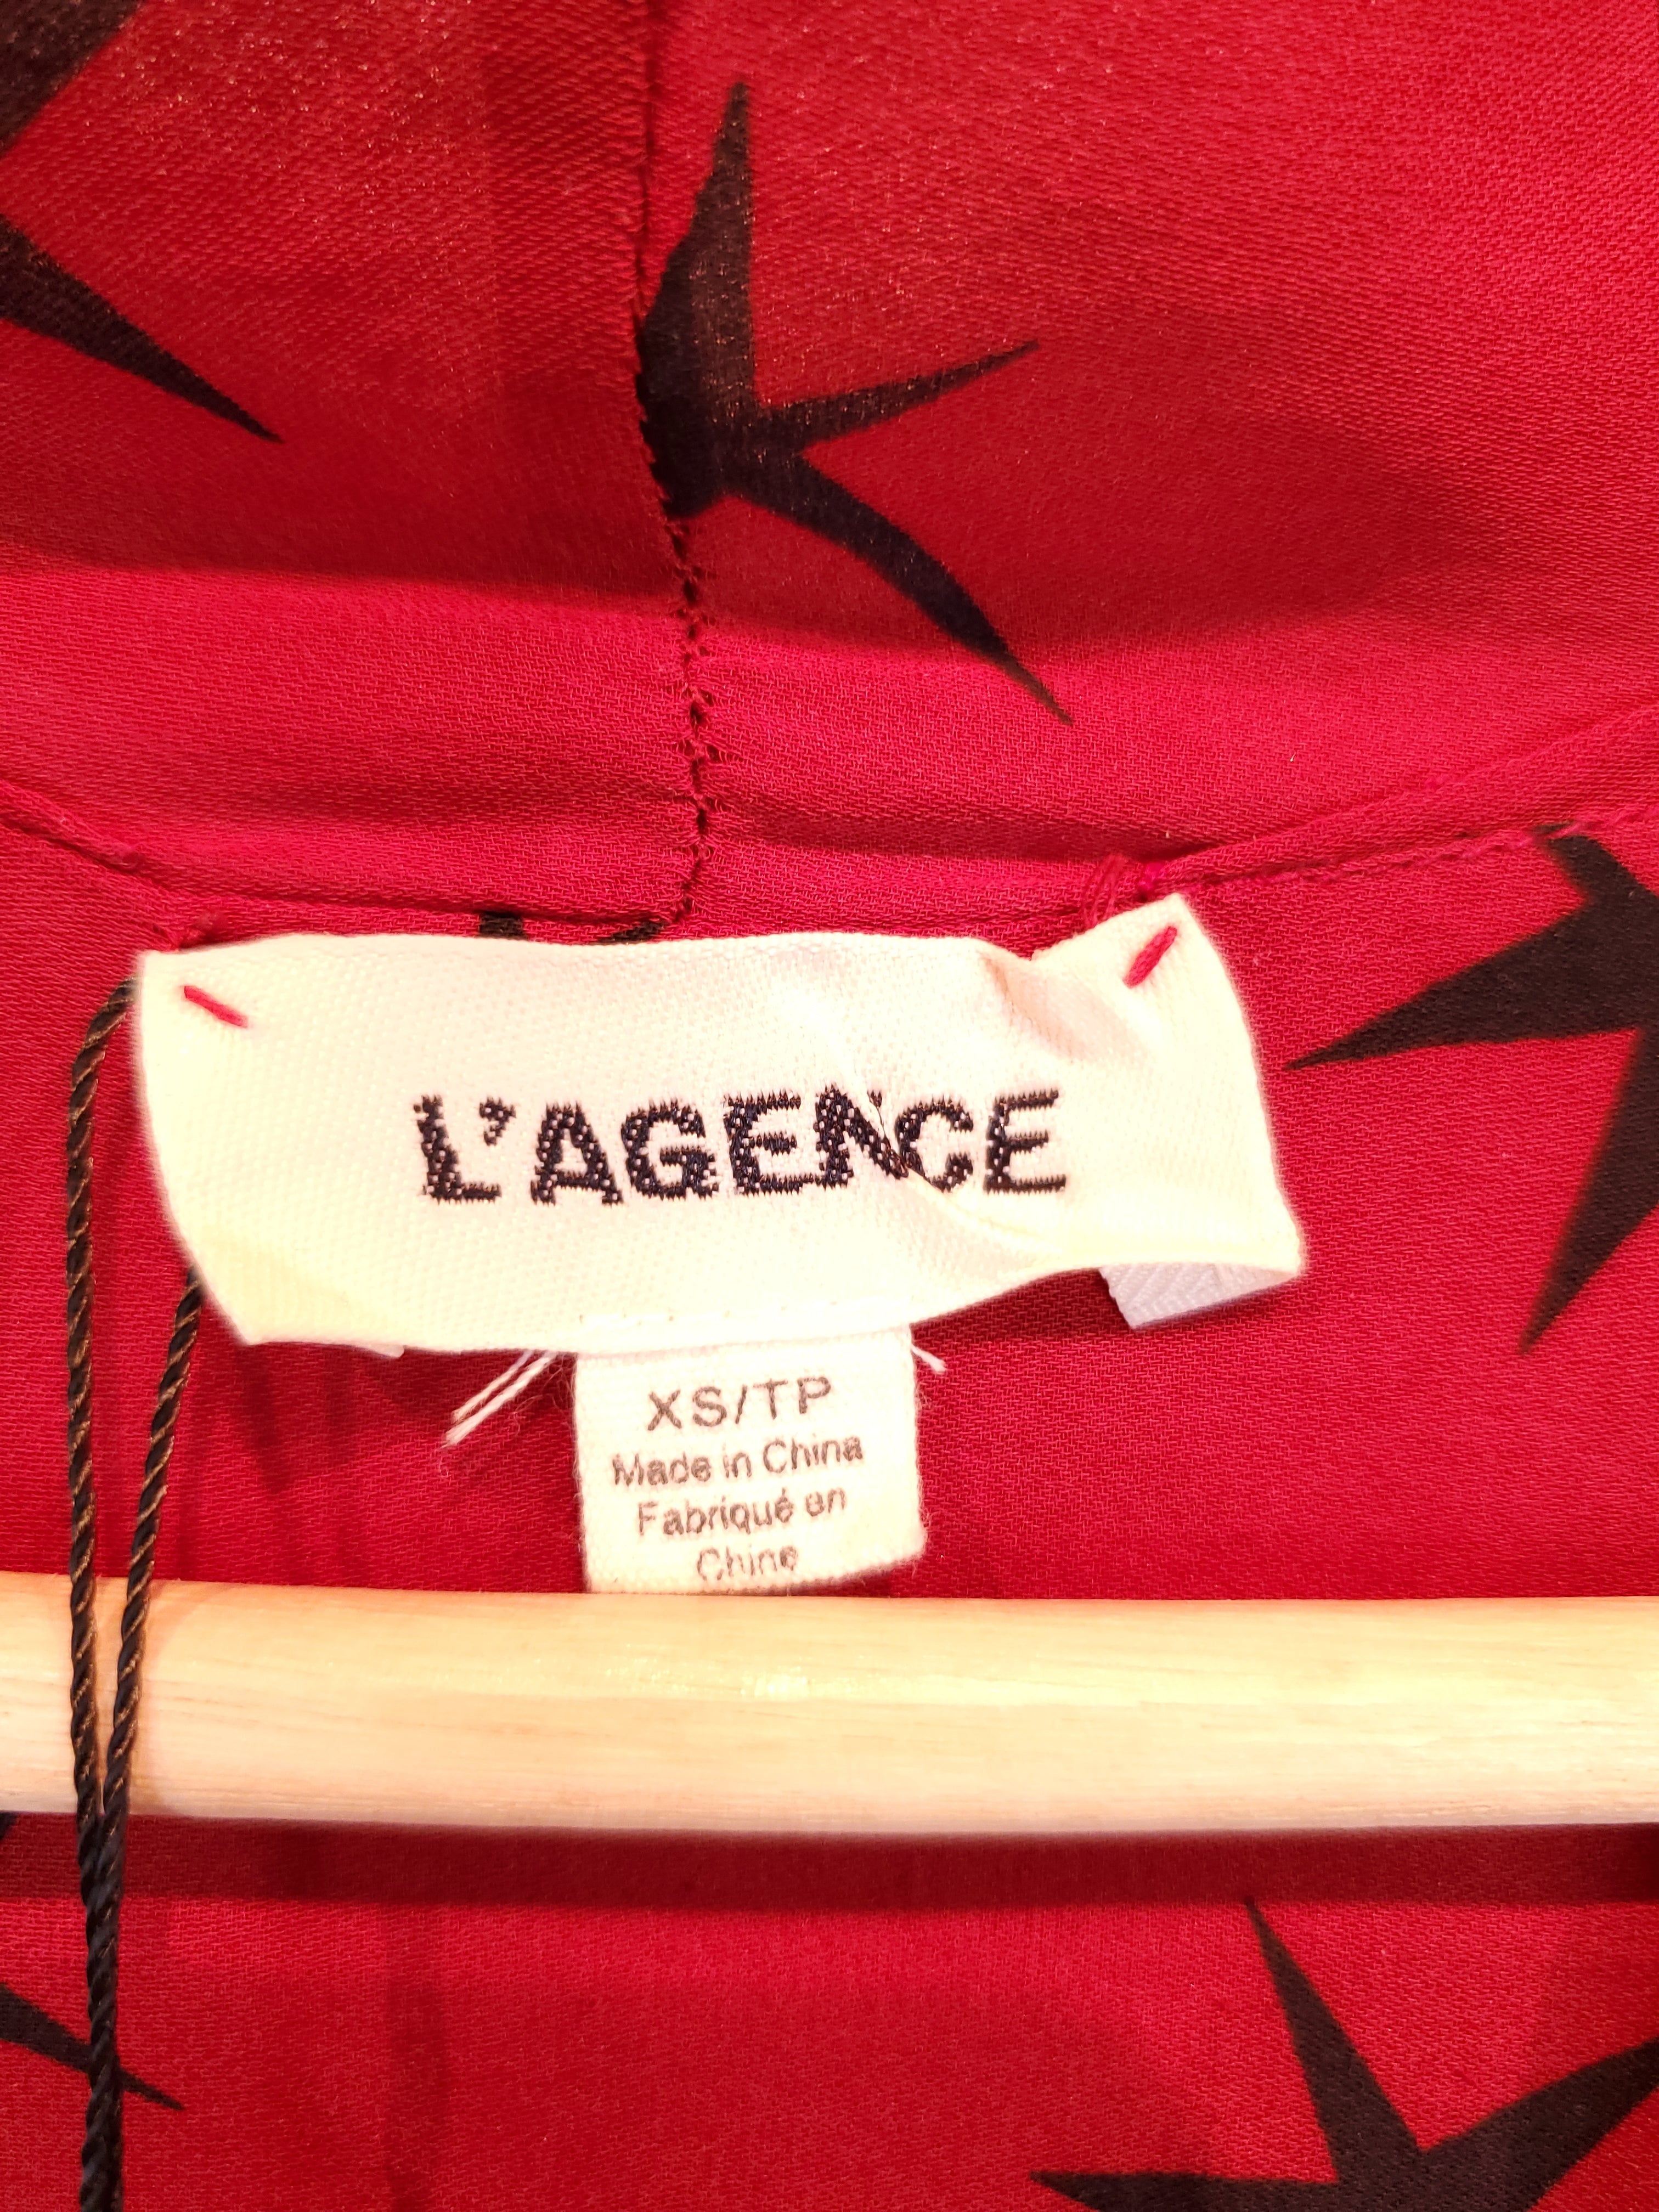 L'AGENCE
XS/TP
Made in China
Fabriqué en
Chine